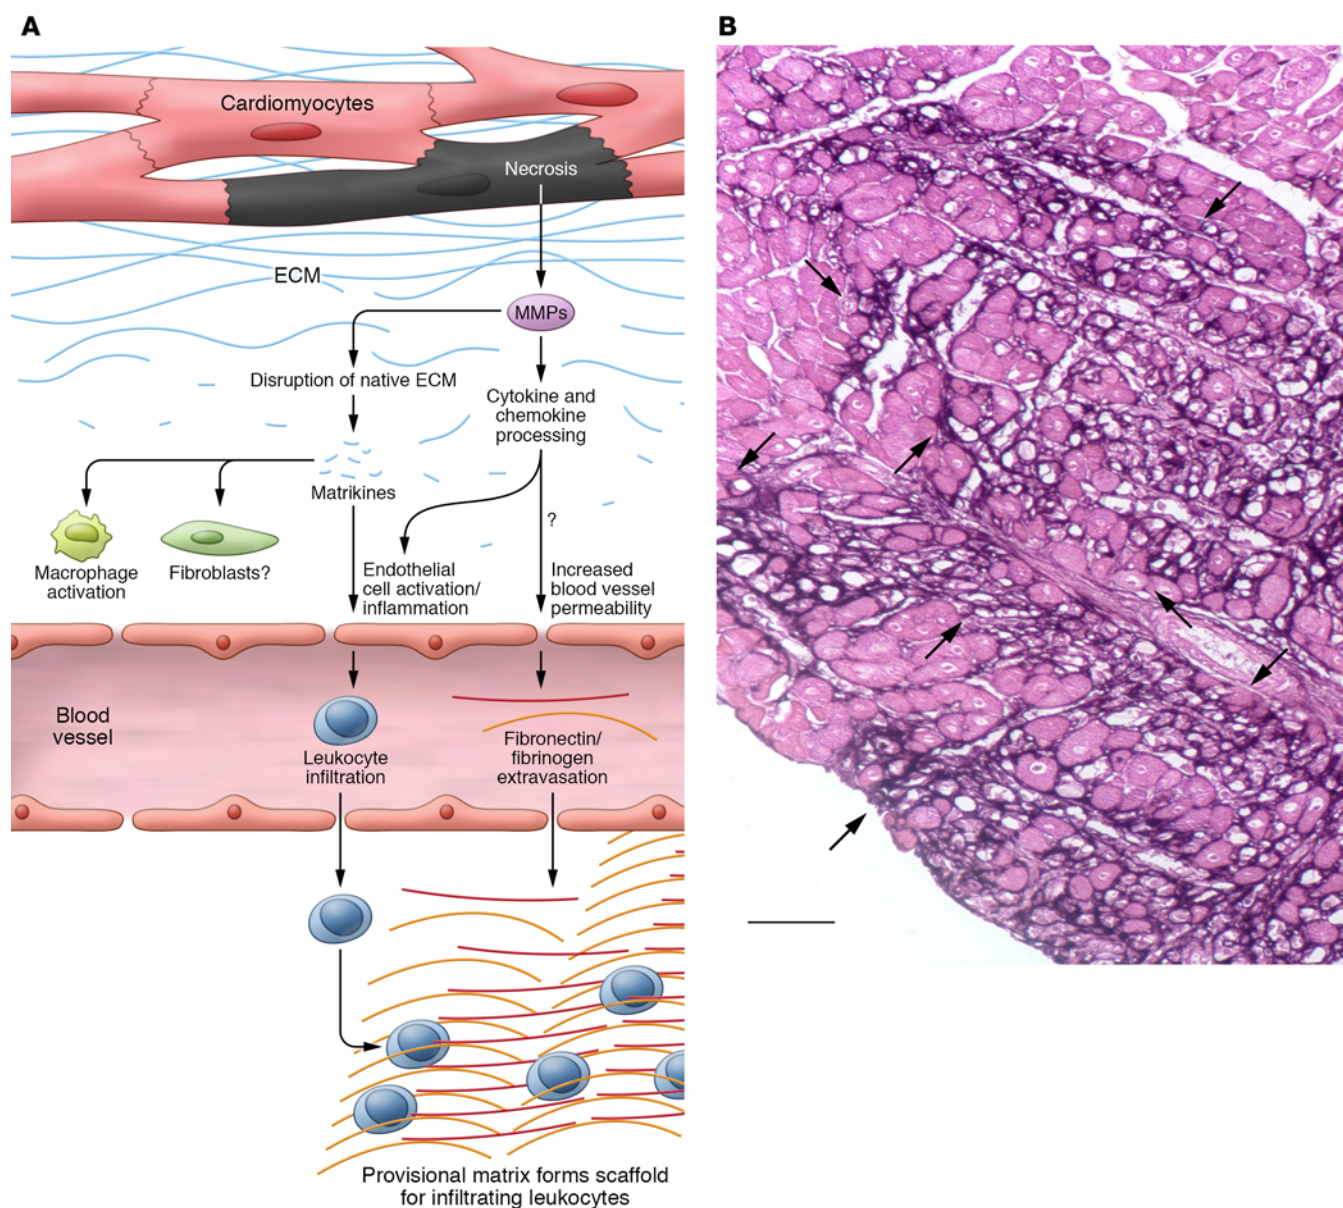 A
B
Cardiomyocytes
Necrosis
ECM
MMPs
Disruption of native ECM
Cytokine and
chemokine
processing
Matrikines
?
Macrophage
activation
Fibroblasts?
Endothelial
cell activation/
inflammation
Increased
blood vessel
permeability
Blood
vessel
Leukocyte
infiltration
Fibronectin/
fibrinogen
extravasation
Provisional matrix forms scaffold
for infiltrating leukocytes